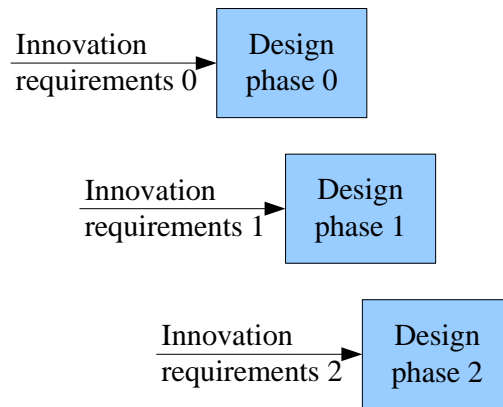 Innovation
requirements 0
Design
phase 0
Innovation
requirements 1
Design
phase 1
Innovation
requirements 2
Design
phase 2